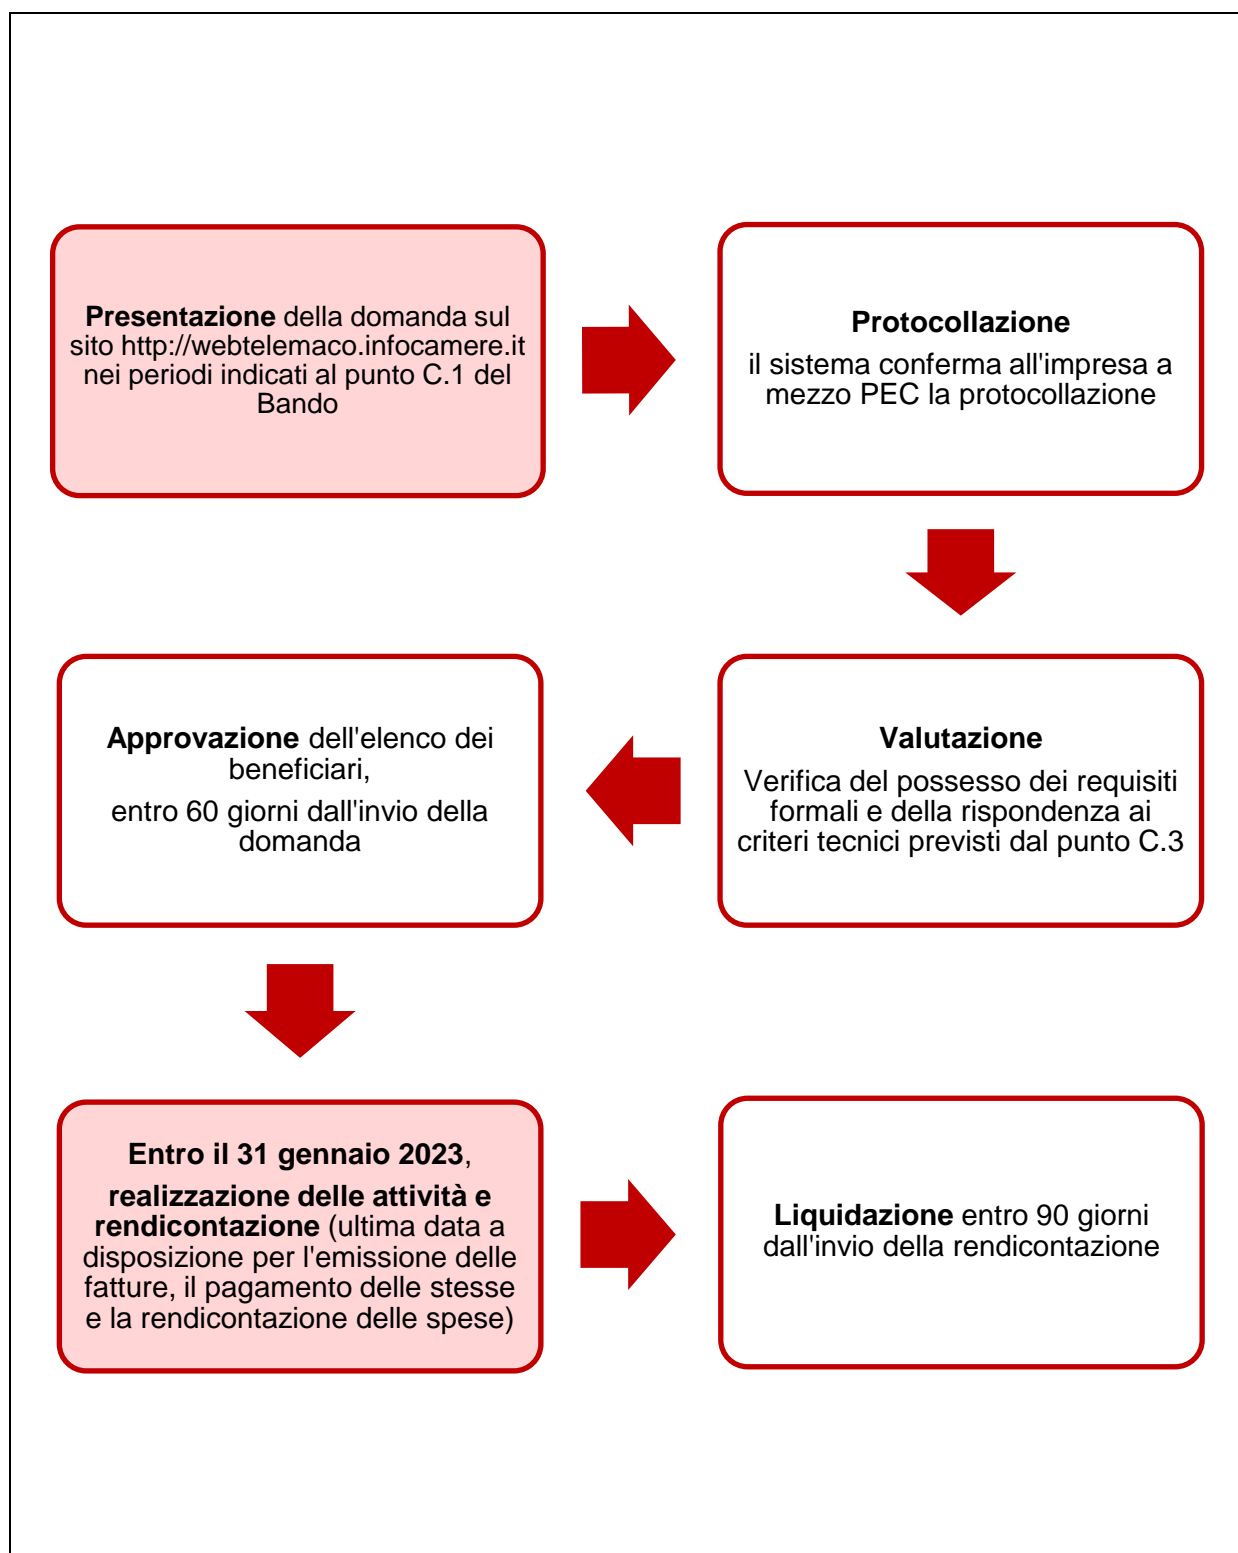 Presentazione della domanda sul
sito http://webtelemaco.infocamere.it
nei periodi indicati al punto C.1 del
Bando
Protocollazione
il sistema conferma all'impresa a
mezzo PEC la protocollazione
Valutazione
Verifica del possesso dei requisiti
formali e della rispondenza ai
criteri tecnici previsti dal punto C.3
Approvazione dell'elenco dei
beneficiari,
entro 60 giorni dall'invio della
domanda
Entro il 31 gennaio 2023,
realizzazione delle attività e
rendicontazione (ultima data a
disposizione per l'emissione delle
fatture, il pagamento delle stesse
e la rendicontazione delle spese)
Liquidazione entro 90 giorni
dall'invio della rendicontazione